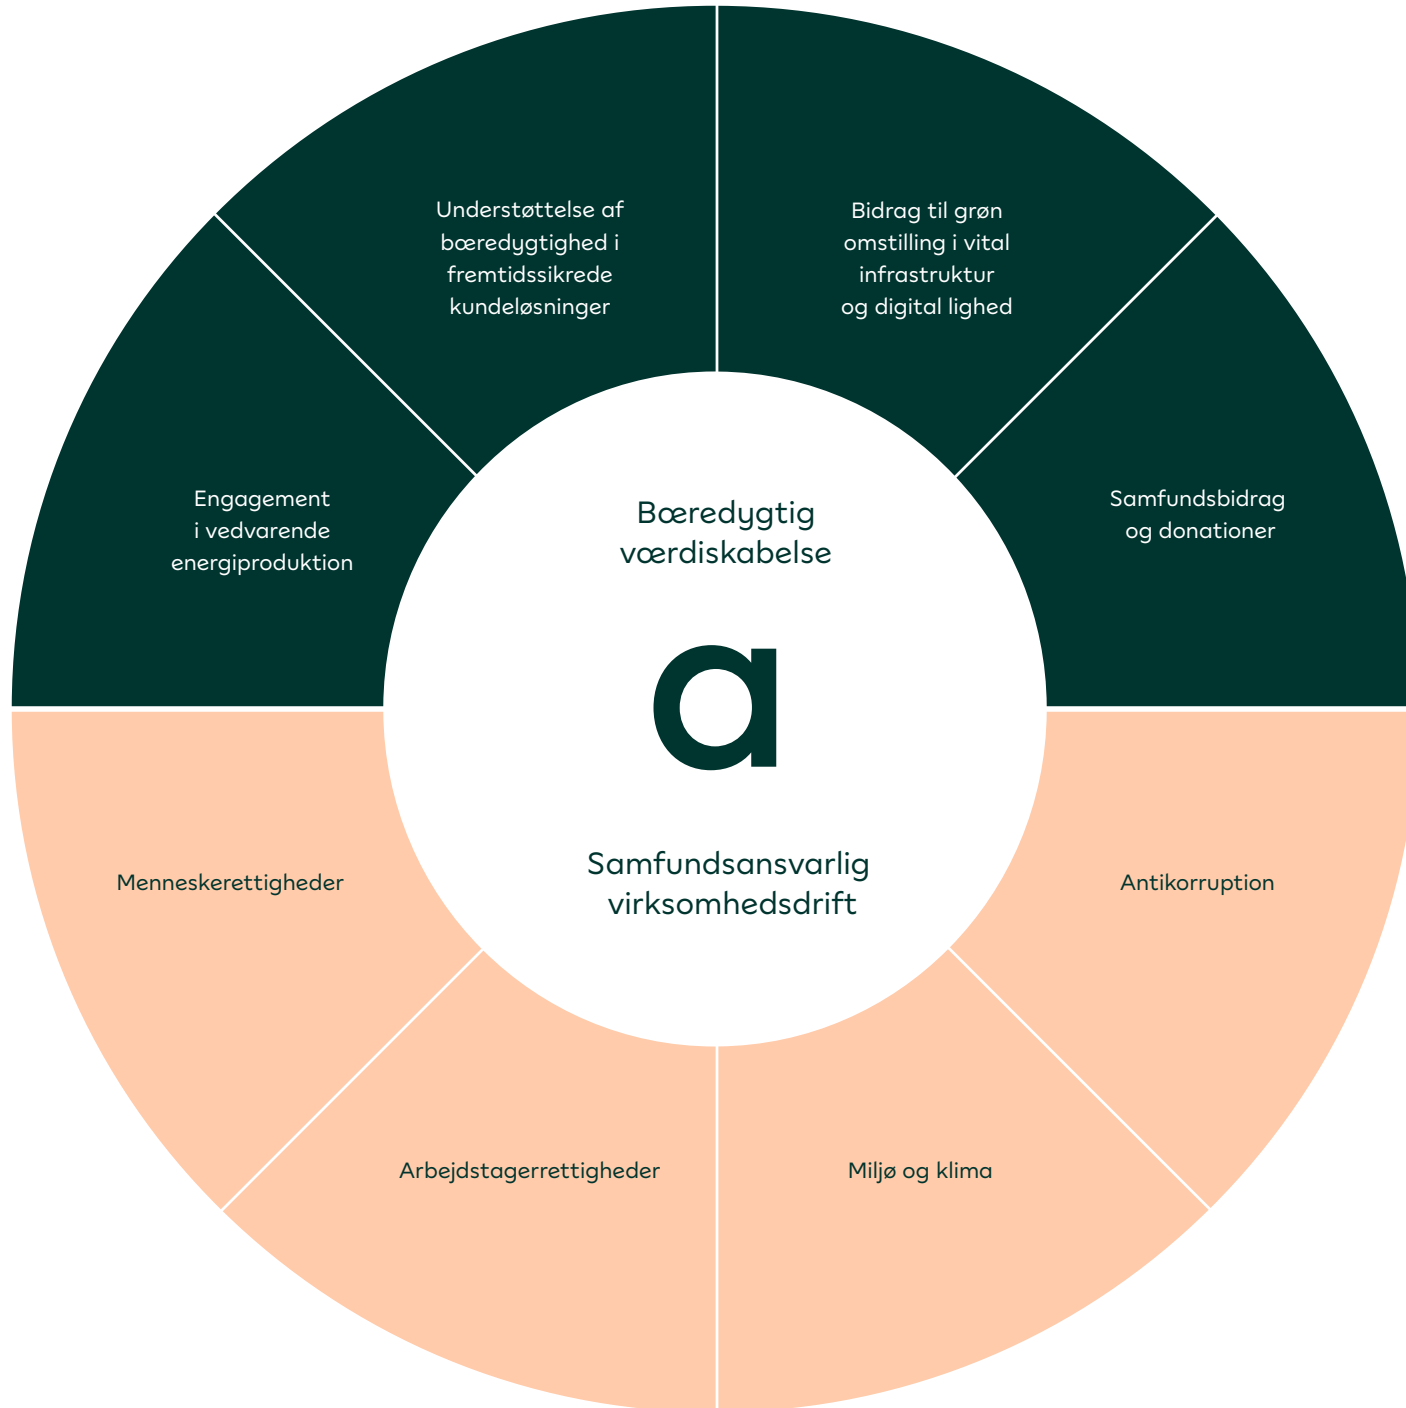 Understøttelse af
bæredygtighed i
fremtidssikrede
kundeløsninger
Bidrag til grøn
omstilling i vital
infrastruktur
og digital lighed
Engagement
i vedvarende
energiproduktion
Samfundsbidrag
og donationer
Bæredygtig
værdiskabelse
a
Samfundsansvarlig
virksomhedsdrift
Menneskerettigheder
Antikorruption
Arbejdstagerrettigheder
Miljø og klima